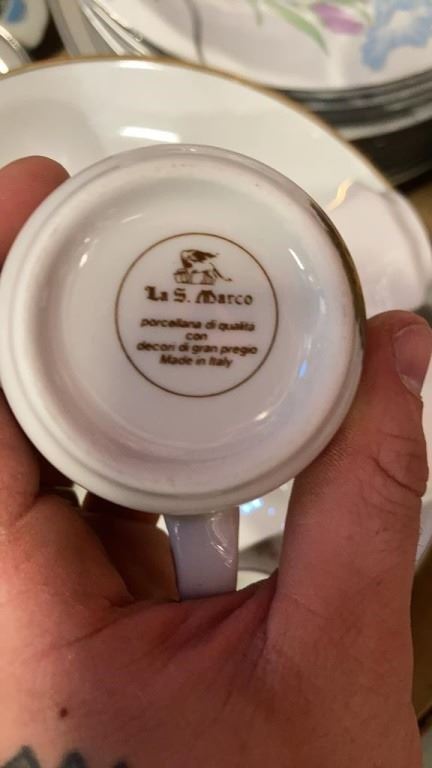 La S. Marco
porcellana di qualità
con
decori di gran pregio
Made in Italy